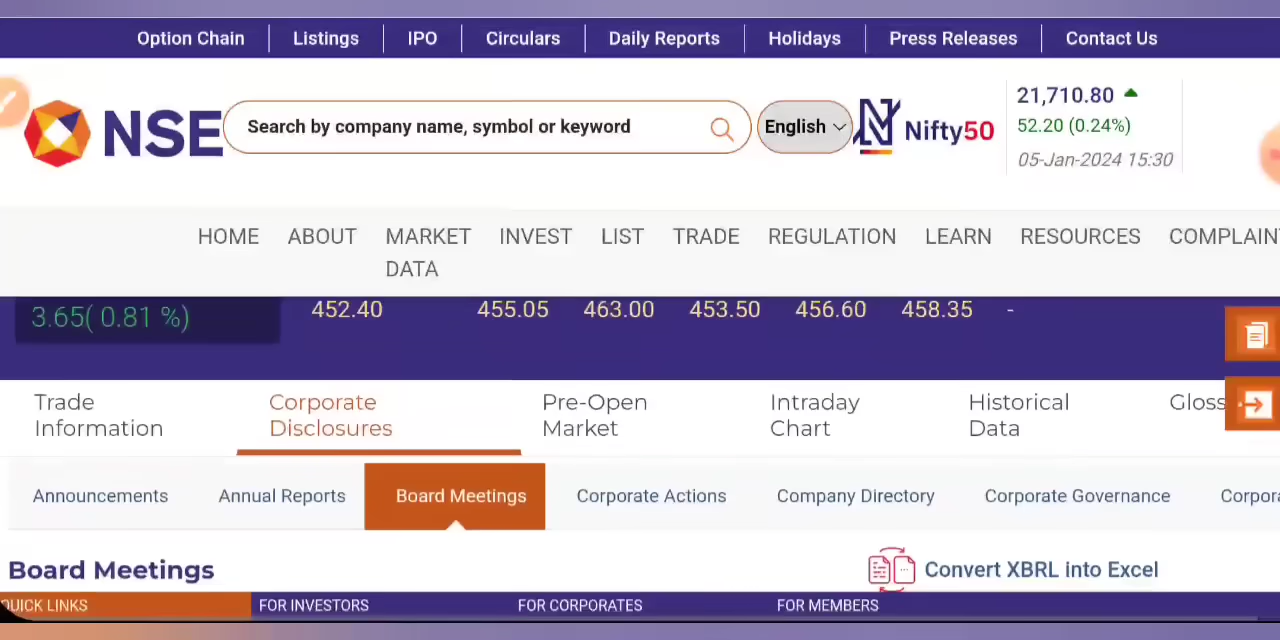 Option Chain Listings IPO Circulars Daily Reports Holidays Press Releases Contact Us
NSE Search by company name, symbol or keyword English Nifty50
21,710.80
52.20 (0.24%)
05-Jan-2024 15:30
HOME ABOUT MARKET DATA INVEST LIST TRADE REGULATION LEARN RESOURCES COMPLAIN
3.65( 0.81 %) 452.40 455.05 463.00 453.50 456.60 458.35 -
Trade Information Corporate Disclosures Pre-Open Market Intraday Chart Historical Data Gloss
Announcements Annual Reports Board Meetings Corporate Actions Company Directory Corporate Governance Corpor
Board Meetings Convert XBRL into Excel
QUICK LINKS FOR INVESTORS FOR CORPORATES FOR MEMBERS